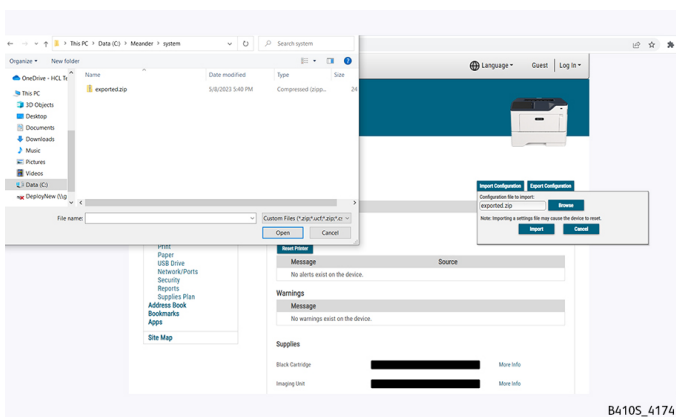 This PC > Data (C:) > Meander > system
Search system
Organize
New folder
Name
Date modified
Type
Size
exported.zip
5/8/2023 5:40 PM
Compressed (zipp...
24
OneDrive - HCL Te
This PC
3D Objects
Desktop
Documents
Downloads
Music
Pictures
Videos
Data (C:)
DeployNew (\\g
File name:
Custom Files (*.zip;*.ucf;*.zip;*.cs
Open
Cancel
Language
Guest
Log In
Import Configuration
Export Configuration
Configuration file to import:
exported.zip
Browse
Note: Importing a settings file may cause the device to reset.
Import
Cancel
Print
Paper
USB Drive
Network/Ports
Security
Reports
Supplies Plan
Address Book
Bookmarks
Apps
Site Map
Reset Printer
Message
Source
No alerts exist on the device.
Warnings
Message
No warnings exist on the device.
Supplies
Black Cartridge
More Info
Imaging Unit
More Info
B410S_4174